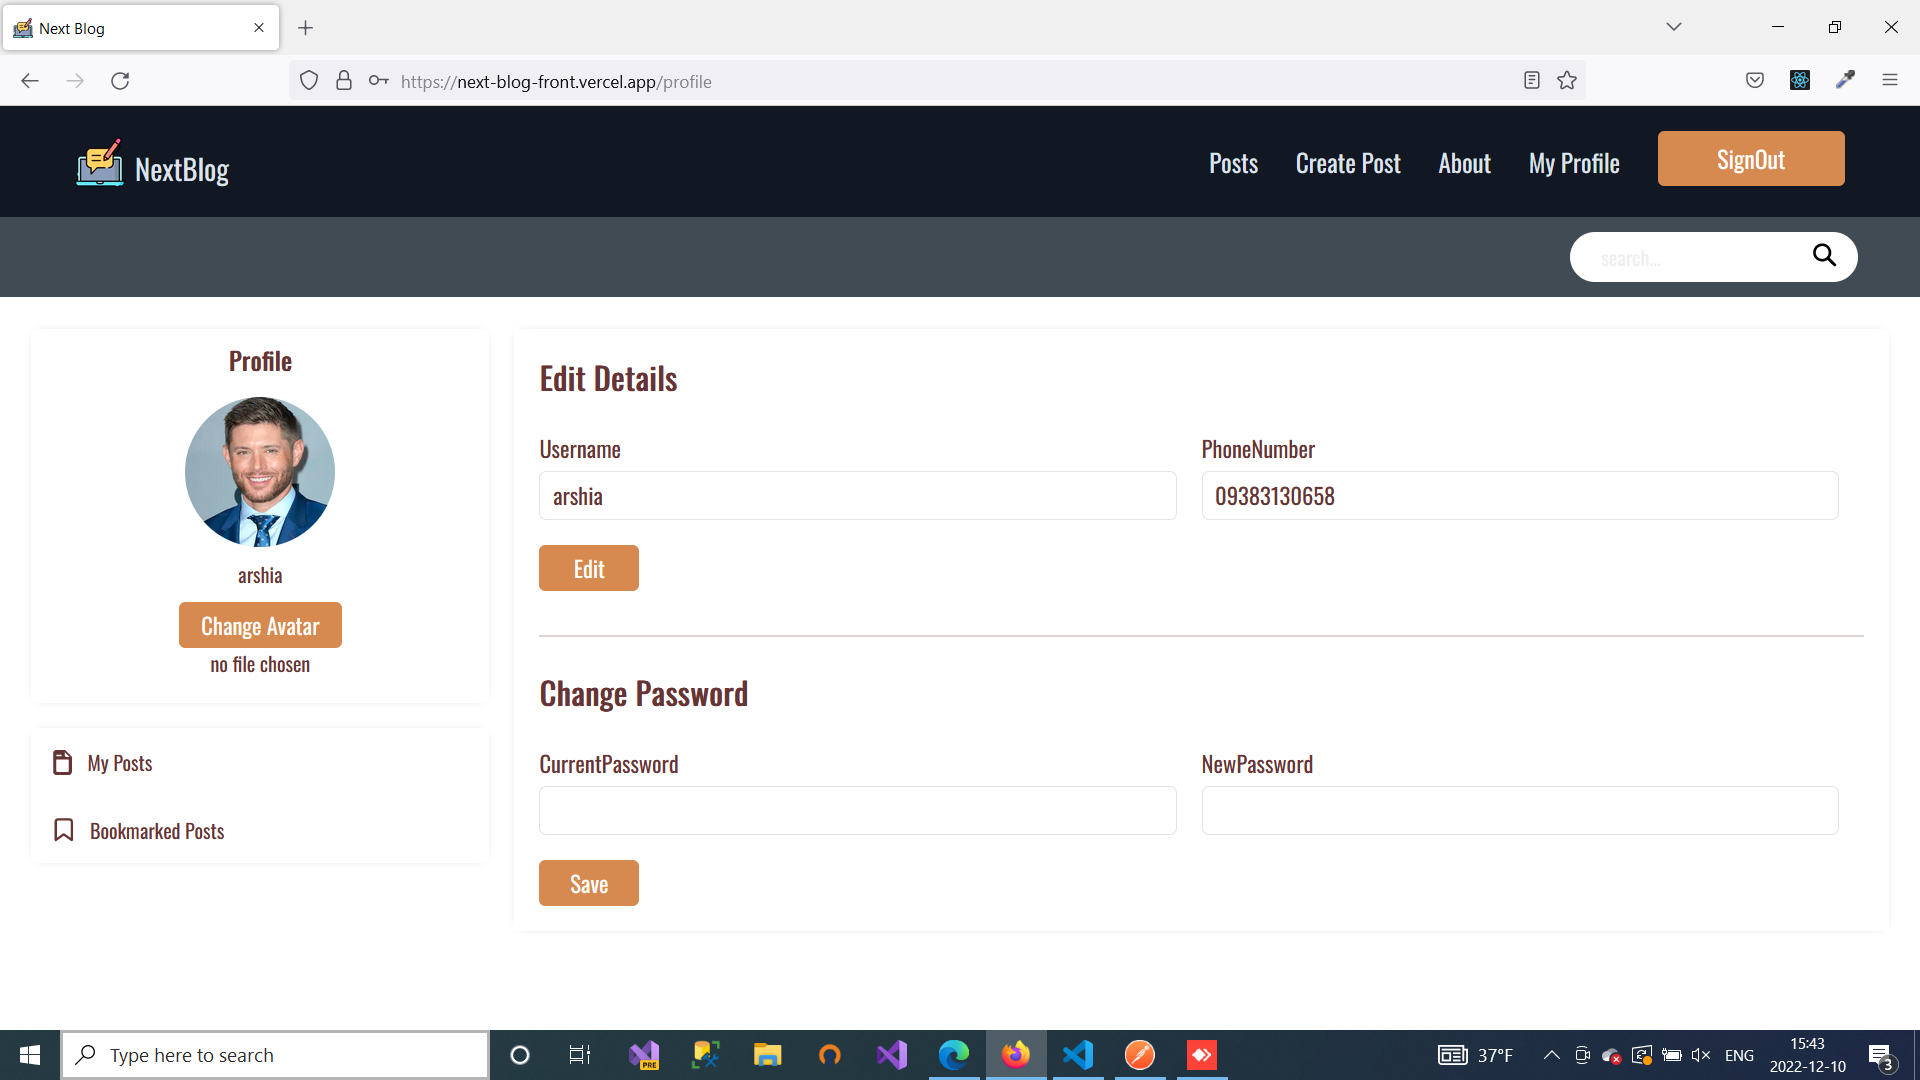 Next Blog
https://next-blog-front.vercel.app/profile
NextBlog
Posts
Create Post
About
My Profile
SignOut
search...
Profile
arshia
Change Avatar
no file chosen
My Posts
Bookmarked Posts
Edit Details
Username
PhoneNumber
arshia
09383130658
Edit
Change Password
CurrentPassword
NewPassword
Save
Type here to search
PRE
37°F
ENG
15:43
2022-12-10
3